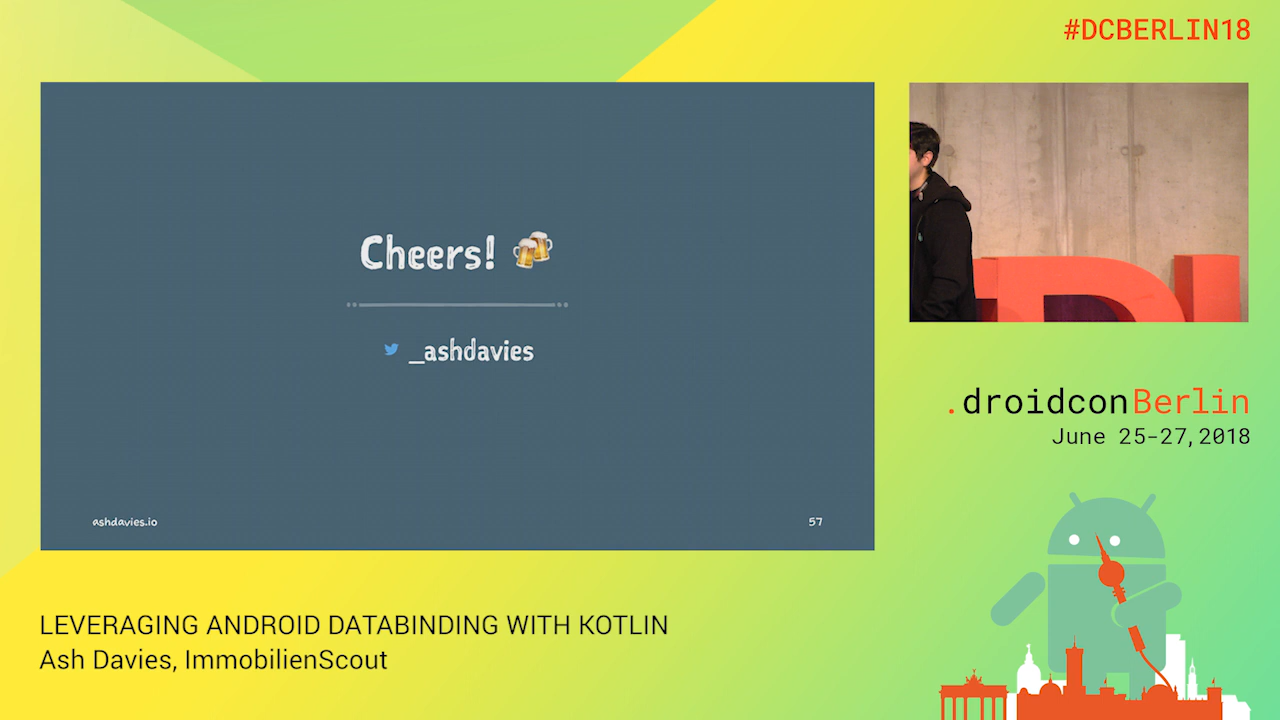 #DCBERLIN18
Cheers! 🍻
_ashdavies
ashdavies.io
57
.droidconBerlin
June 25-27, 2018
LEVERAGING ANDROID DATABINDING WITH KOTLIN
Ash Davies, ImmobilienScout